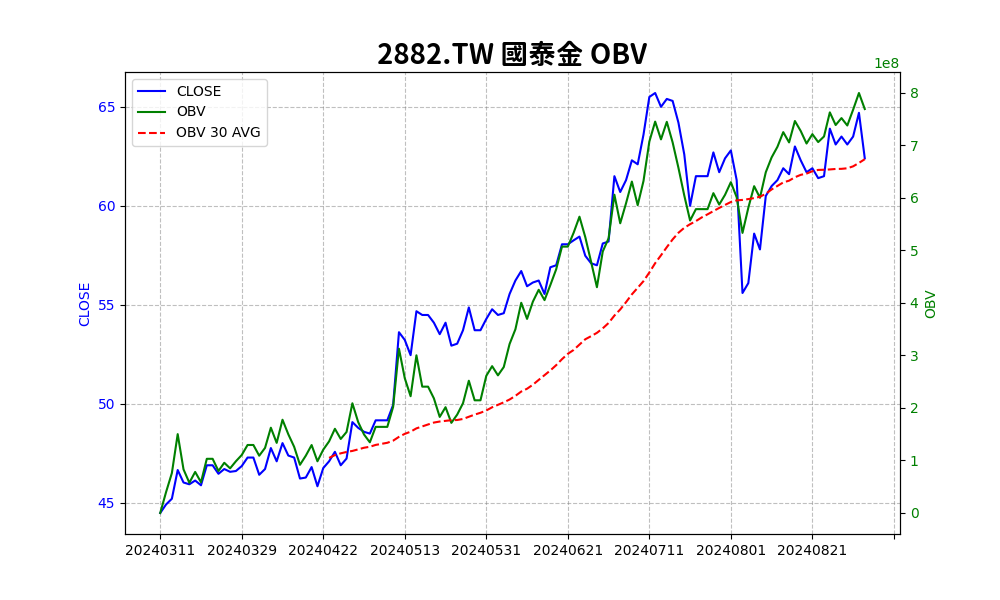 2882.TW 國泰金 OBV
1e8
CLOSE
OBV
OBV 30 AVG
65
60
55
50
45
CLOSE
8
7
6
5
4
3
2
1
0
OBV
20240311 20240329 20240422 20240513 20240531 20240621 20240711 20240801 20240821